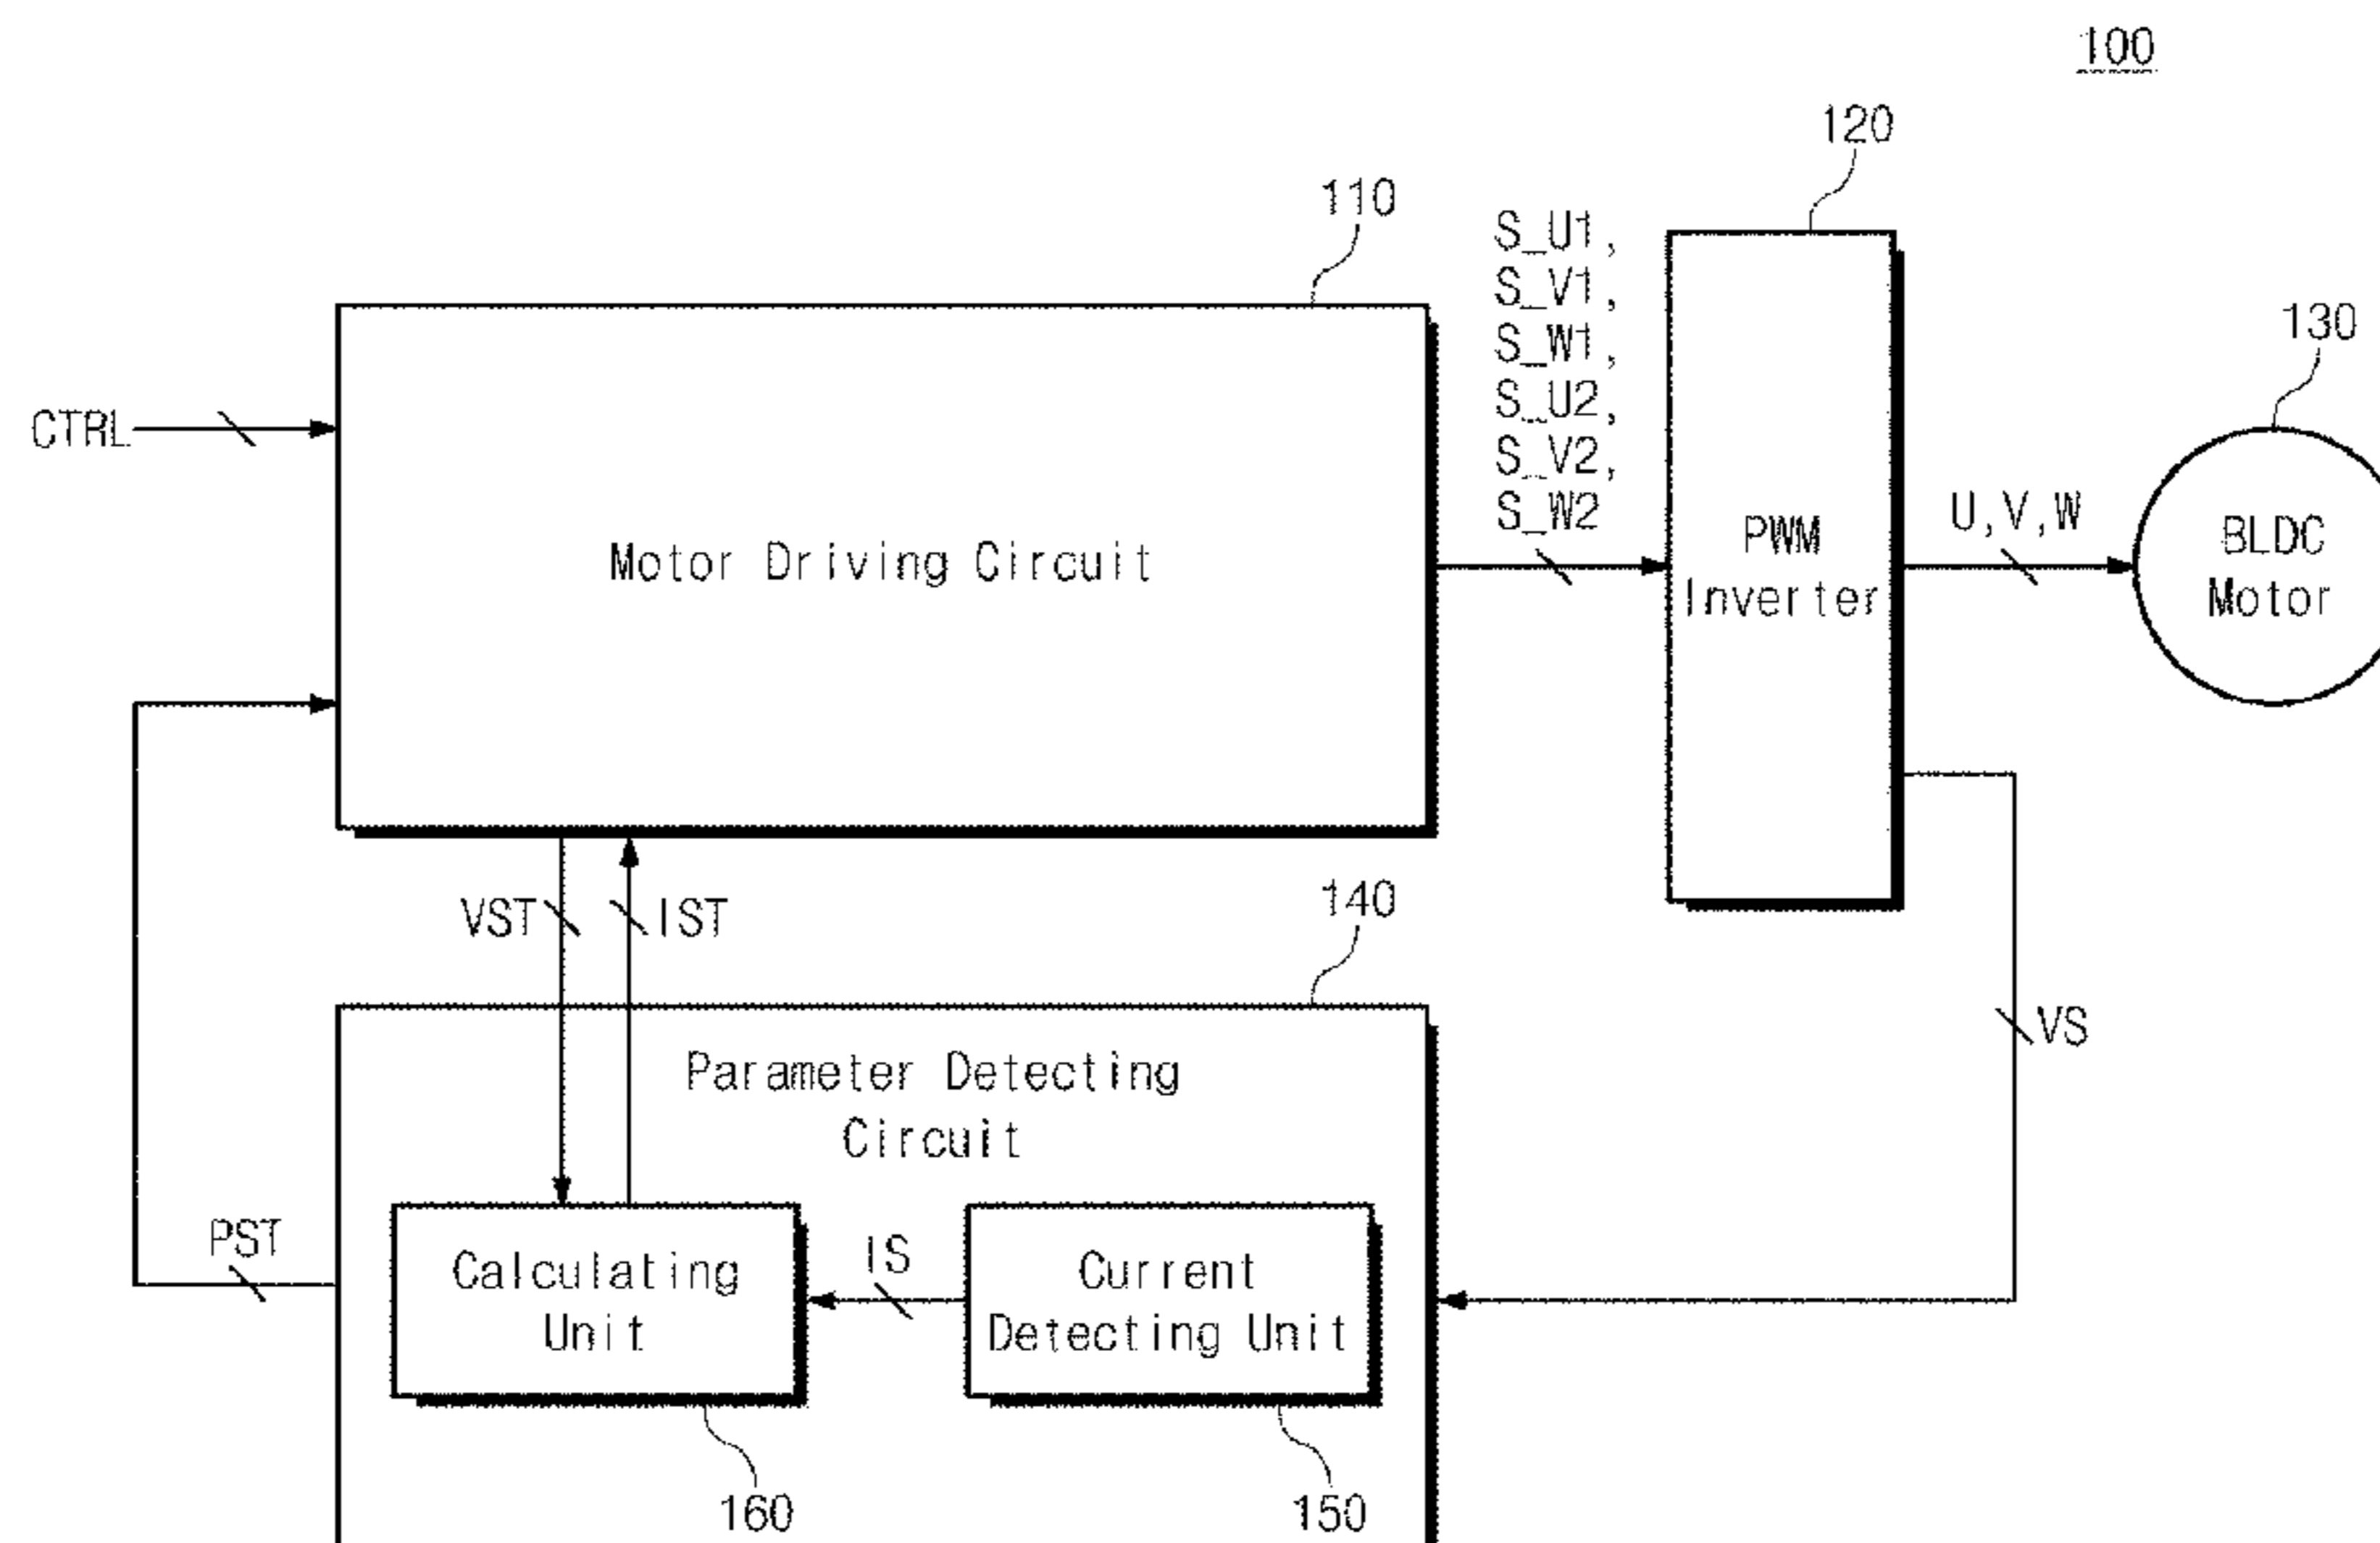 100
120
110
S_U1,
S_V1,
S_W1,
S_U2,
S_V2,
S_W2
130
CTRL
Motor Driving Circuit
PWM
Inverter
U,V,W
BLDC
Motor
VST
IST
140
VS
Parameter Detecting
Circuit
PST
Calculating
Unit
IS
Current
Detecting Unit
160
150